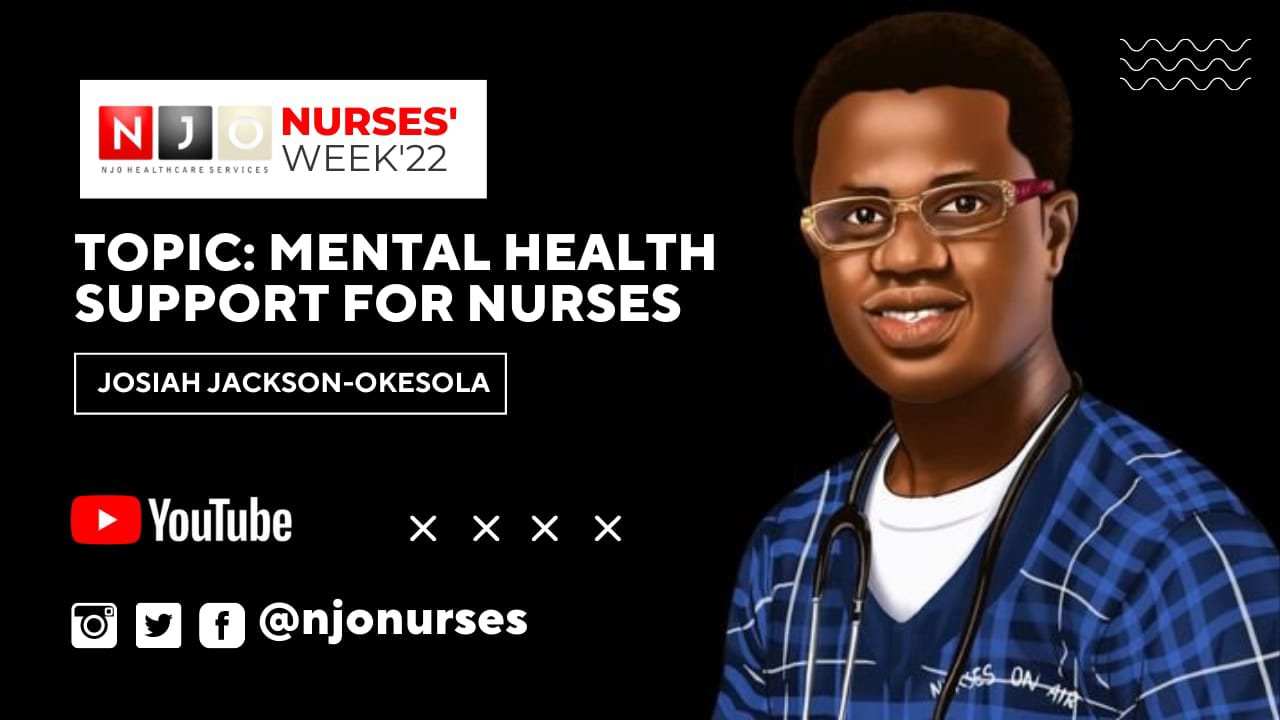 NJO
NJO HEALTHCARE SERVICES
NURSES'
WEEK'22
TOPIC: MENTAL HEALTH
SUPPORT FOR NURSES
JOSIAH JACKSON-OKESOLA
YouTube
@njonurses
NURSES ON AIR